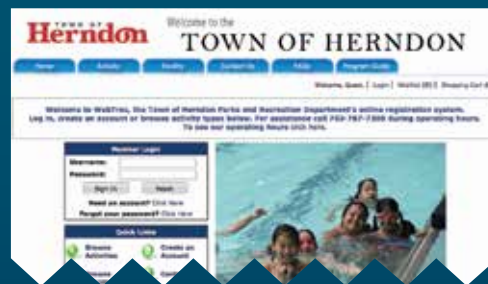 TOWN OF
Herndon
Welcome to the
TOWN OF HERNDON
Home
Activity
Facility
Contact Us
FAQs
Program Guide
Welcome, Guest. | Login | Wishlist (0) | Shopping Cart
Welcome to WebTrac, the Town of Herndon Parks and Recreation Department's online registration system.
Log in, create an account or browse activity types below. For assistance call 703-787-7300 during operating hours.
To see our operating hours click here.
Member Login
Username:
Password:
Sign In
Reset
Need an account? Click Here
Forgot your password? Click Here
Quick Links
Browse Activities
Create an Account
Browse